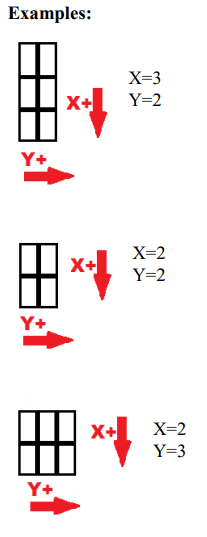 Examples:
X=3
X+ Y=2
Y+
X=2
X+ Y=2
Y+
X+ X=2
Y=3
Y+